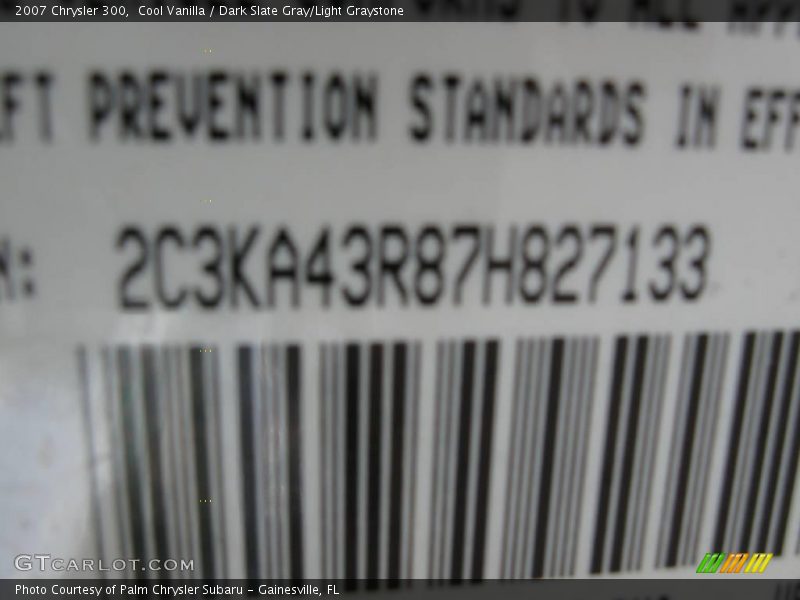 2007 Chrysler 300, Cool Vanilla / Dark Slate Gray/Light Graystone
PREVENTION STANDARDS IN EFF
2C3KA43R87H827133
GTCARLOT.COM
Photo Courtesy of Palm Chrysler Subaru - Gainesville, FL